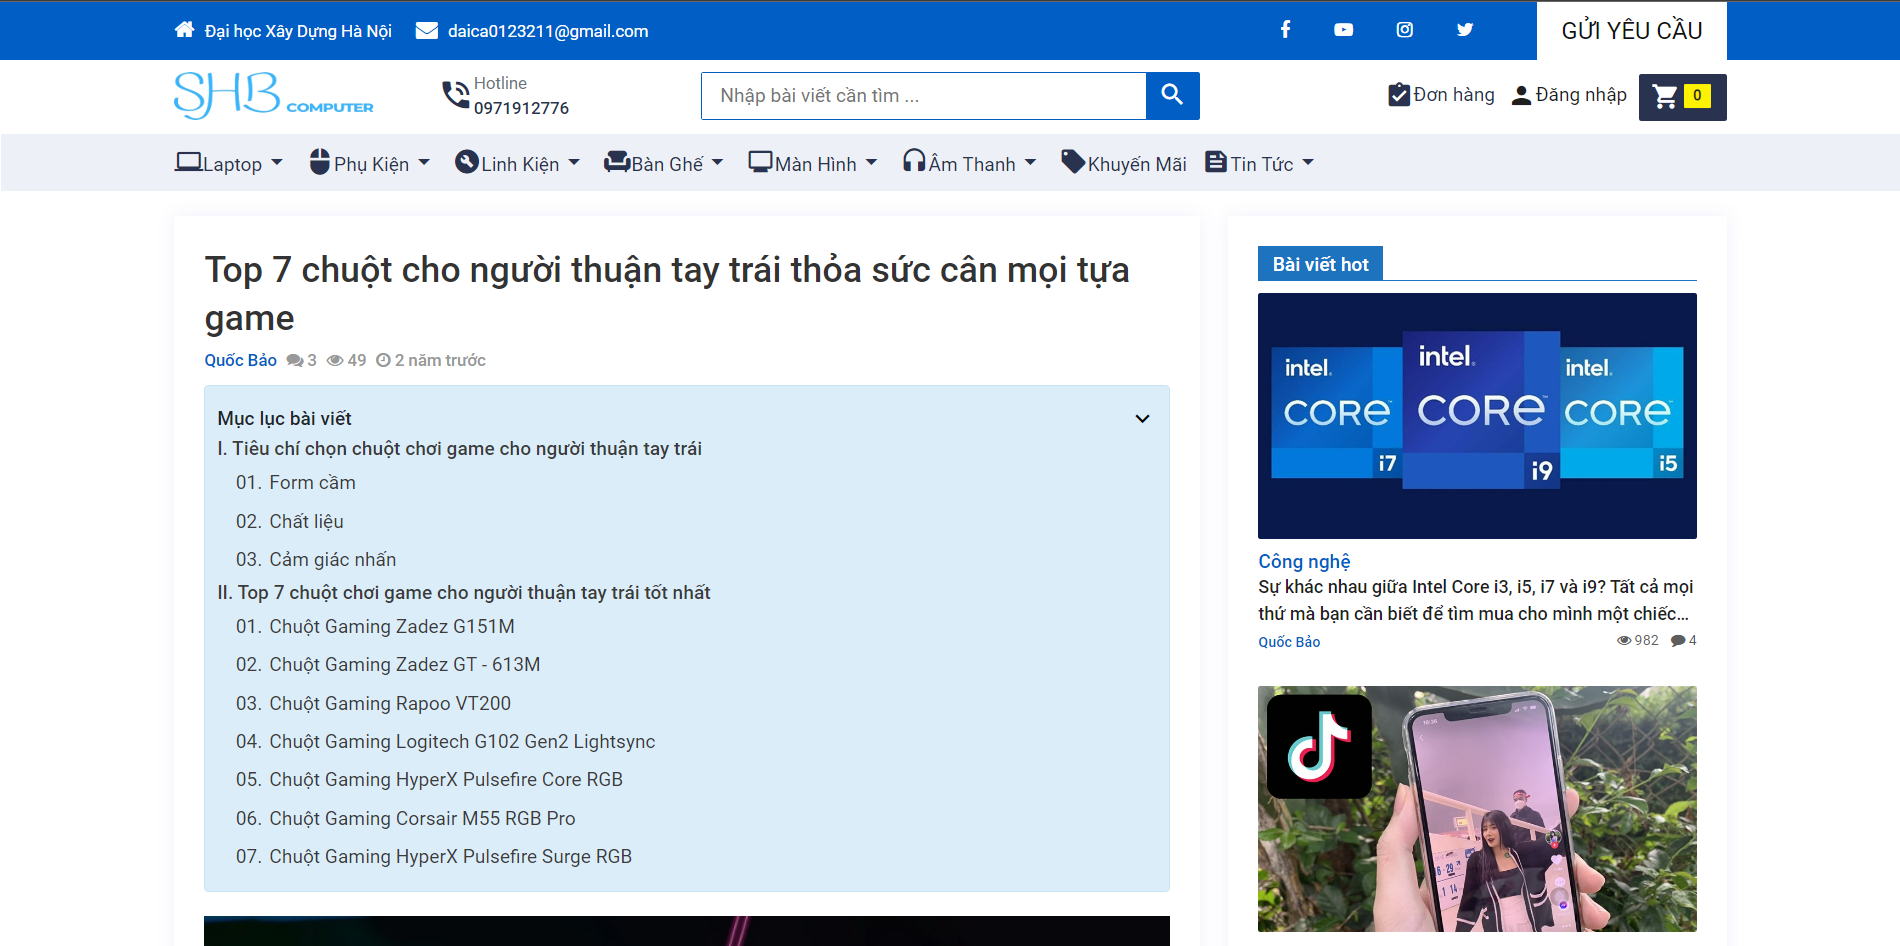 Đại học Xây Dựng Hà Nội daica0123211@gmail.com GỬI YÊU CẦU
SHB COMPUTER
Hotline
0971912776
Nhập bài viết cần tìm ...
Đơn hàng Đăng nhập 0
Laptop Phụ Kiện Linh Kiện Bàn Ghế Màn Hình Âm Thanh Khuyến Mãi Tin Tức
Top 7 chuột cho người thuận tay trái thỏa sức cân mọi tựa
game
Quốc Bảo 3 49 2 năm trước
Mục lục bài viết
I. Tiêu chí chọn chuột chơi game cho người thuận tay trái
01. Form cầm
02. Chất liệu
03. Cảm giác nhấn
II. Top 7 chuột chơi game cho người thuận tay trái tốt nhất
01. Chuột Gaming Zadez G151M
02. Chuột Gaming Zadez GT - 613M
03. Chuột Gaming Rapoo VT200
04. Chuột Gaming Logitech G102 Gen2 Lightsync
05. Chuột Gaming HyperX Pulsefire Core RGB
06. Chuột Gaming Corsair M55 RGB Pro
07. Chuột Gaming HyperX Pulsefire Surge RGB
Bài viết hot
intel. CORE™ i7
intel. CORE™ i9
intel. CORE™ i5
Công nghệ
Sự khác nhau giữa Intel Core i3, i5, i7 và i9? Tất cả mọi
thứ mà bạn cần biết để tìm mua cho mình một chiếc...
Quốc Bảo 982 4